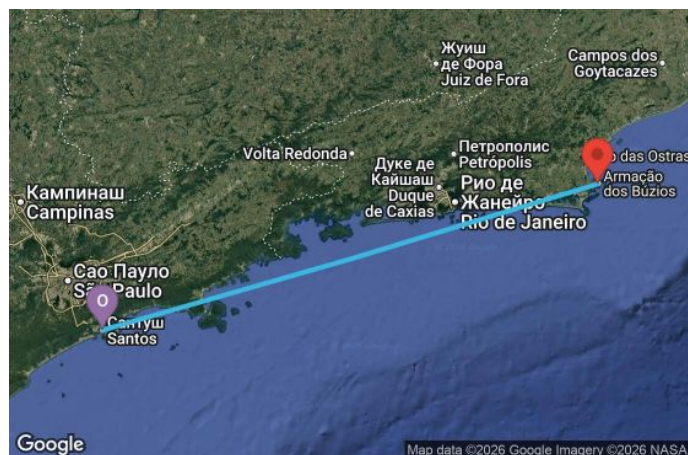 Жуиш
де Фора
Juiz de Fora
Campos dos
Goytacazes
Volta Redonda
Петрополис
Petrópolis
das Ostras
Дуке де
Кайшаш
Duque
de Caxias
Рио де
Жанейро
Rio de Janeiro
Armação
dos Búzios
Кампинаш
Campinas
Сао Пауло
São Paulo
O
Сантуш
Santos
Google
Map data ©2026 Google Imagery ©2026 NASA